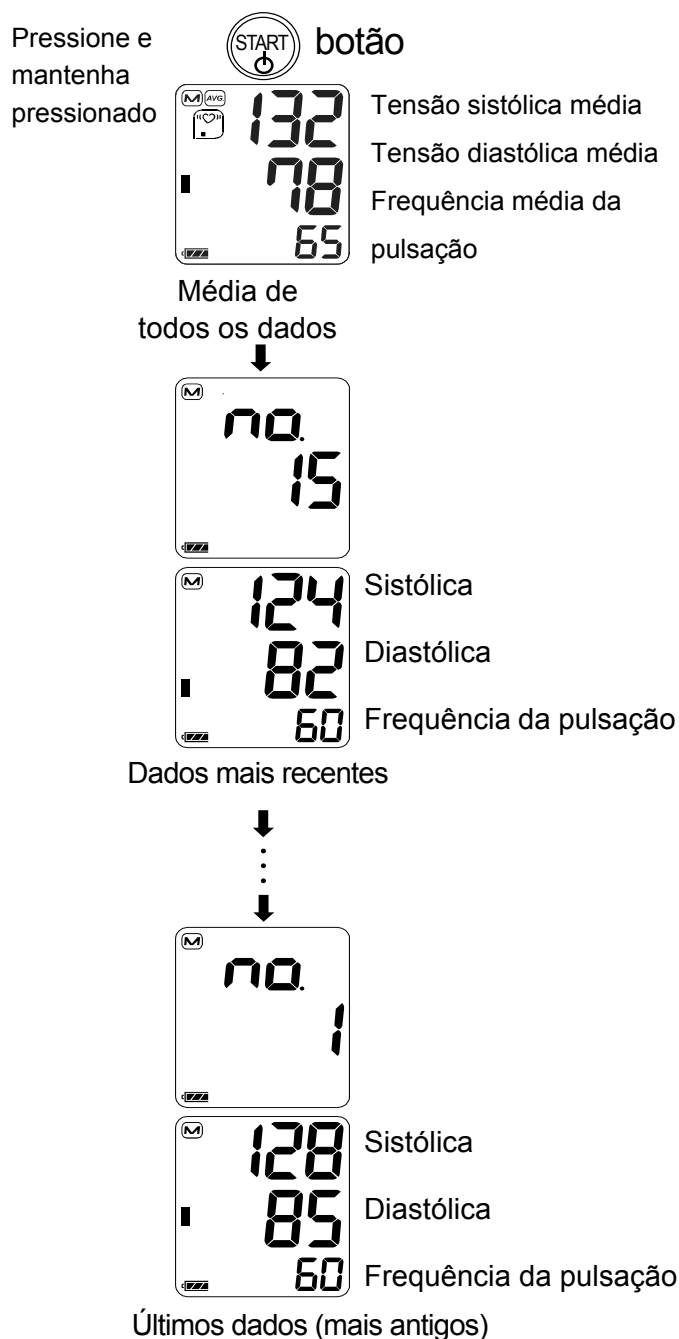 Pressione e
mantenha
pressionado
START
botão
M AVG.
132
Tensão sistólica média
78
Tensão diastólica média
65
Frequência média da
pulsação
Média de
todos os dados
M
no.
15
M
124
Sistólica
82
Diastólica
60
Frequência da pulsação
Dados mais recentes
M
no.
1
M
128
Sistólica
85
Diastólica
60
Frequência da pulsação
Últimos dados (mais antigos)